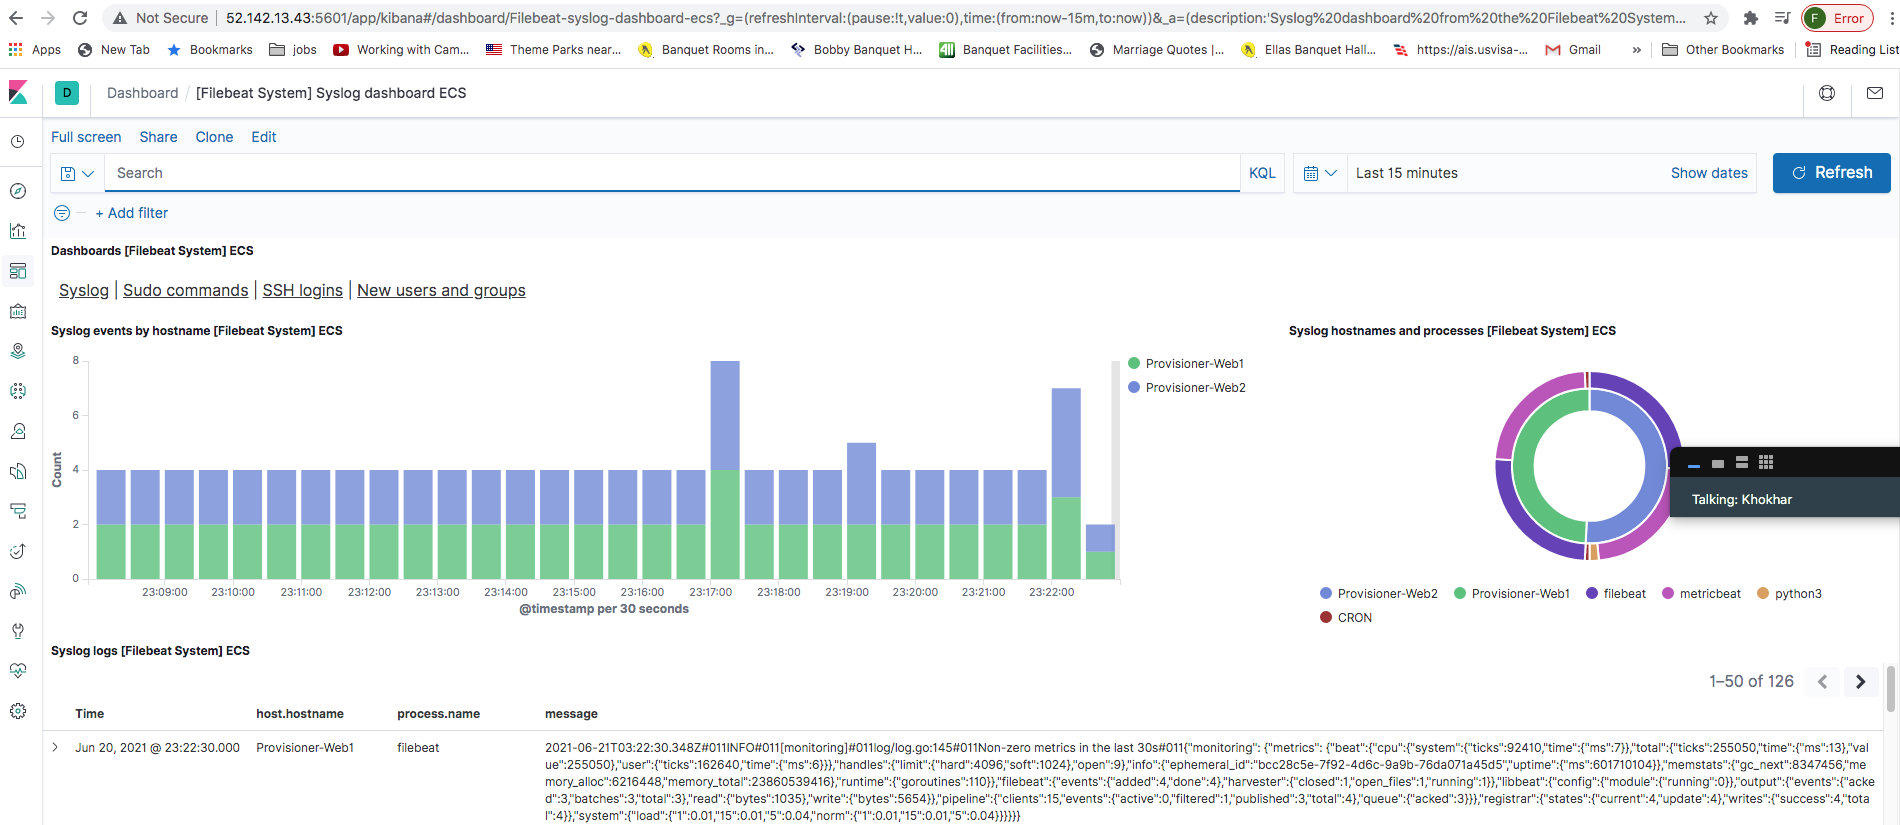 Not Secure 52.142.13.43:5601/app/kibana#/dashboard/Filebeat-syslog-dashboard-ecs?_g=(refreshInterval:(pause:!t,value:0),time:(from:now-15m,to:now))&_a=(description:'Syslog%20dashboard%20from%20the%20Filebeat%20System... F Error
Apps New Tab Bookmarks jobs Working with Cam... Theme Parks near... Banquet Rooms in... Bobby Banquet H... Banquet Facilities... Marriage Quotes |... Ellas Banquet Hall... https://ais.usvisa-... Gmail » Other Bookmarks Reading List
D Dashboard / [Filebeat System] Syslog dashboard ECS
Full screen Share Clone Edit
Search KQL Last 15 minutes Show dates Refresh
+ Add filter
Dashboards [Filebeat System] ECS
Syslog | Sudo commands | SSH logins | New users and groups
Syslog events by hostname [Filebeat System] ECS
8
6
4
2
0
Count
23:09:00 23:10:00 23:11:00 23:12:00 23:13:00 23:14:00 23:15:00 23:16:00 23:17:00 23:18:00 23:19:00 23:20:00 23:21:00 23:22:00
@timestamp per 30 seconds
Provisioner-Web1
Provisioner-Web2
Syslog hostnames and processes [Filebeat System] ECS
Talking: Khokhar
Provisioner-Web2 Provisioner-Web1 filebeat metricbeat python3
CRON
Syslog logs [Filebeat System] ECS
1–50 of 126
Time host.hostname process.name message
Jun 20, 2021 @ 23:22:30.000 Provisioner-Web1 filebeat 2021-06-21T03:22:30.348Z#011INFO#011[monitoring]#011log/log.go:145#011Non-zero metrics in the last 30s#011{"monitoring": {"metrics": {"beat":{"cpu":{"system":{"ticks":92410,"time":{"ms":7}},"total":{"ticks":255050,"time":{"ms":13},"val
ue":255050},"user":{"ticks":162640,"time":{"ms":6}}},"handles":{"limit":{"hard":4096,"soft":1024},"open":9},"info":{"ephemeral_id":"bcc28c5e-7f92-4d6c-9a9b-76da071a45d5","uptime":{"ms":601710104}},"memstats":{"gc_next":8347456,"me
mory_alloc":6216448,"memory_total":23860539416},"runtime":{"goroutines":110}},"filebeat":{"events":{"added":4,"done":4},"harvester":{"closed":1,"open_files":1,"running":1}},"libbeat":{"config":{"module":{"running":0}},"output":{"events":{"ack
ed":3,"batches":3,"total":3},"read":{"bytes":1035},"write":{"bytes":5654}},"pipeline":{"clients":15,"events":{"active":0,"filtered":1,"published":3,"total":4},"queue":{"acked":3}}},"registrar":{"states":{"current":4,"update":4},"writes":{"success":4,"tota
l":4}},"system":{"load":{"1":0.01,"15":0.01,"5":0.04,"norm":{"1":0.01,"15":0.01,"5":0.04}}}}}}